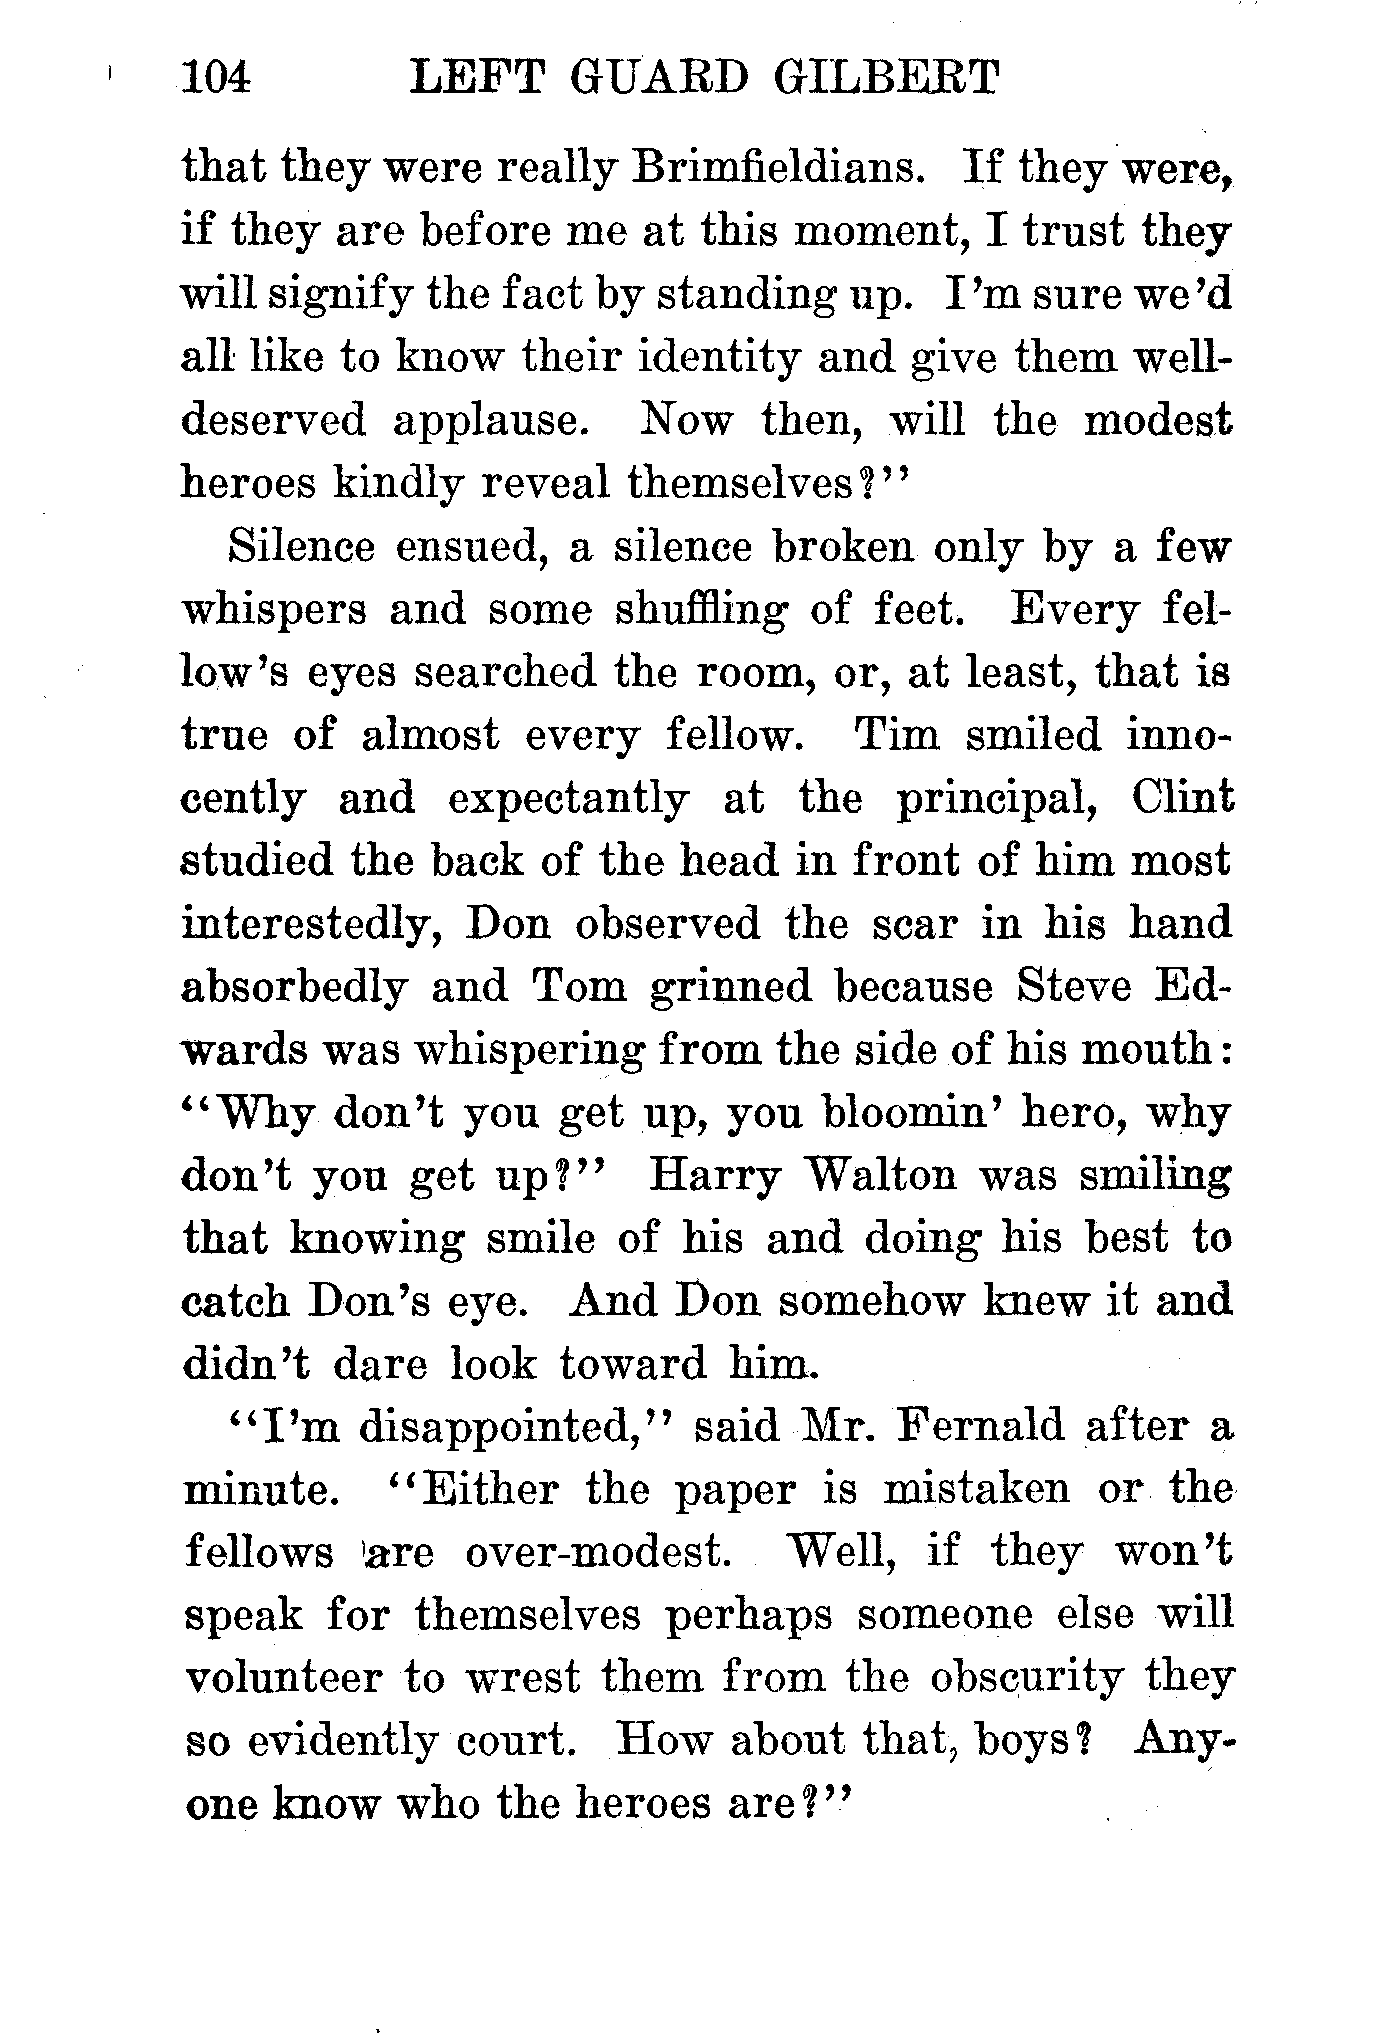 104 LEFT GUARD GILBERT
that they were really Brimfieldians. If they were,
if they are before me at this moment, I trust they
will signify the fact by standing up. I'm sure we'd
all like to know their identity and give them well-
deserved applause. Now then, will the modest
heroes kindly reveal themselves?"
Silence ensued, a silence broken only by a few
whispers and some shuffling of feet. Every fel-
low's eyes searched the room, or, at least, that is
true of almost every fellow. Tim smiled inno-
cently and expectantly at the principal, Clint
studied the back of the head in front of him most
interestedly, Don observed the scar in his hand
absorbedly and Tom grinned because Steve Ed-
wards was whispering from the side of his mouth:
"Why don't you get up, you bloomin' hero, why
don't you get up?" Harry Walton was smiling
that knowing smile of his and doing his best to
catch Don's eye. And Don somehow knew it and
didn't dare look toward him.
"I'm disappointed," said Mr. Fernald after a
minute. "Either the paper is mistaken or the
fellows are over-modest. Well, if they won't
speak for themselves perhaps someone else will
volunteer to wrest them from the obscurity they
so evidently court. How about that, boys? Any-
one know who the heroes are?"